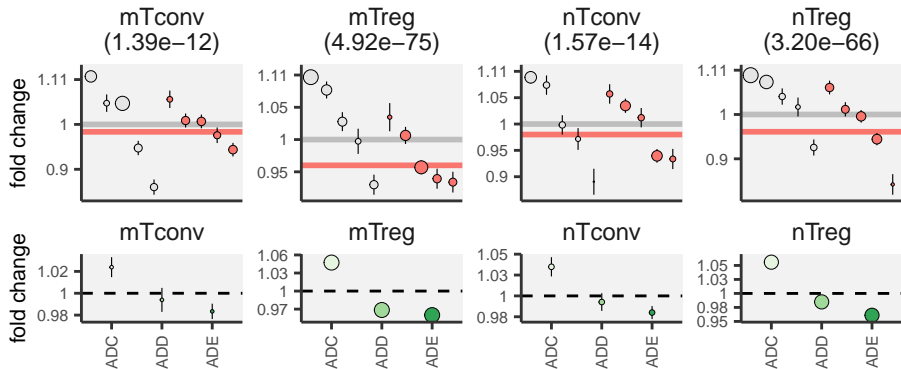 mTconv
(1.39e−12)
mTreg
(4.92e−75)
nTconv
(1.57e−14)
nTreg
(3.20e−66)
fold change
1.11
1
0.9
1.11
1.05
1
0.95
1.11
1.05
1
0.95
0.9
1.11
1.05
1
0.9
mTconv
mTreg
nTconv
nTreg
fold change
1.02
1
0.98
1.06
1.03
1
0.97
1.05
1.03
1
0.98
1.05
1.03
1
0.98
0.95
ADC
ADD
ADE
ADC
ADD
ADE
ADC
ADD
ADE
ADC
ADD
ADE